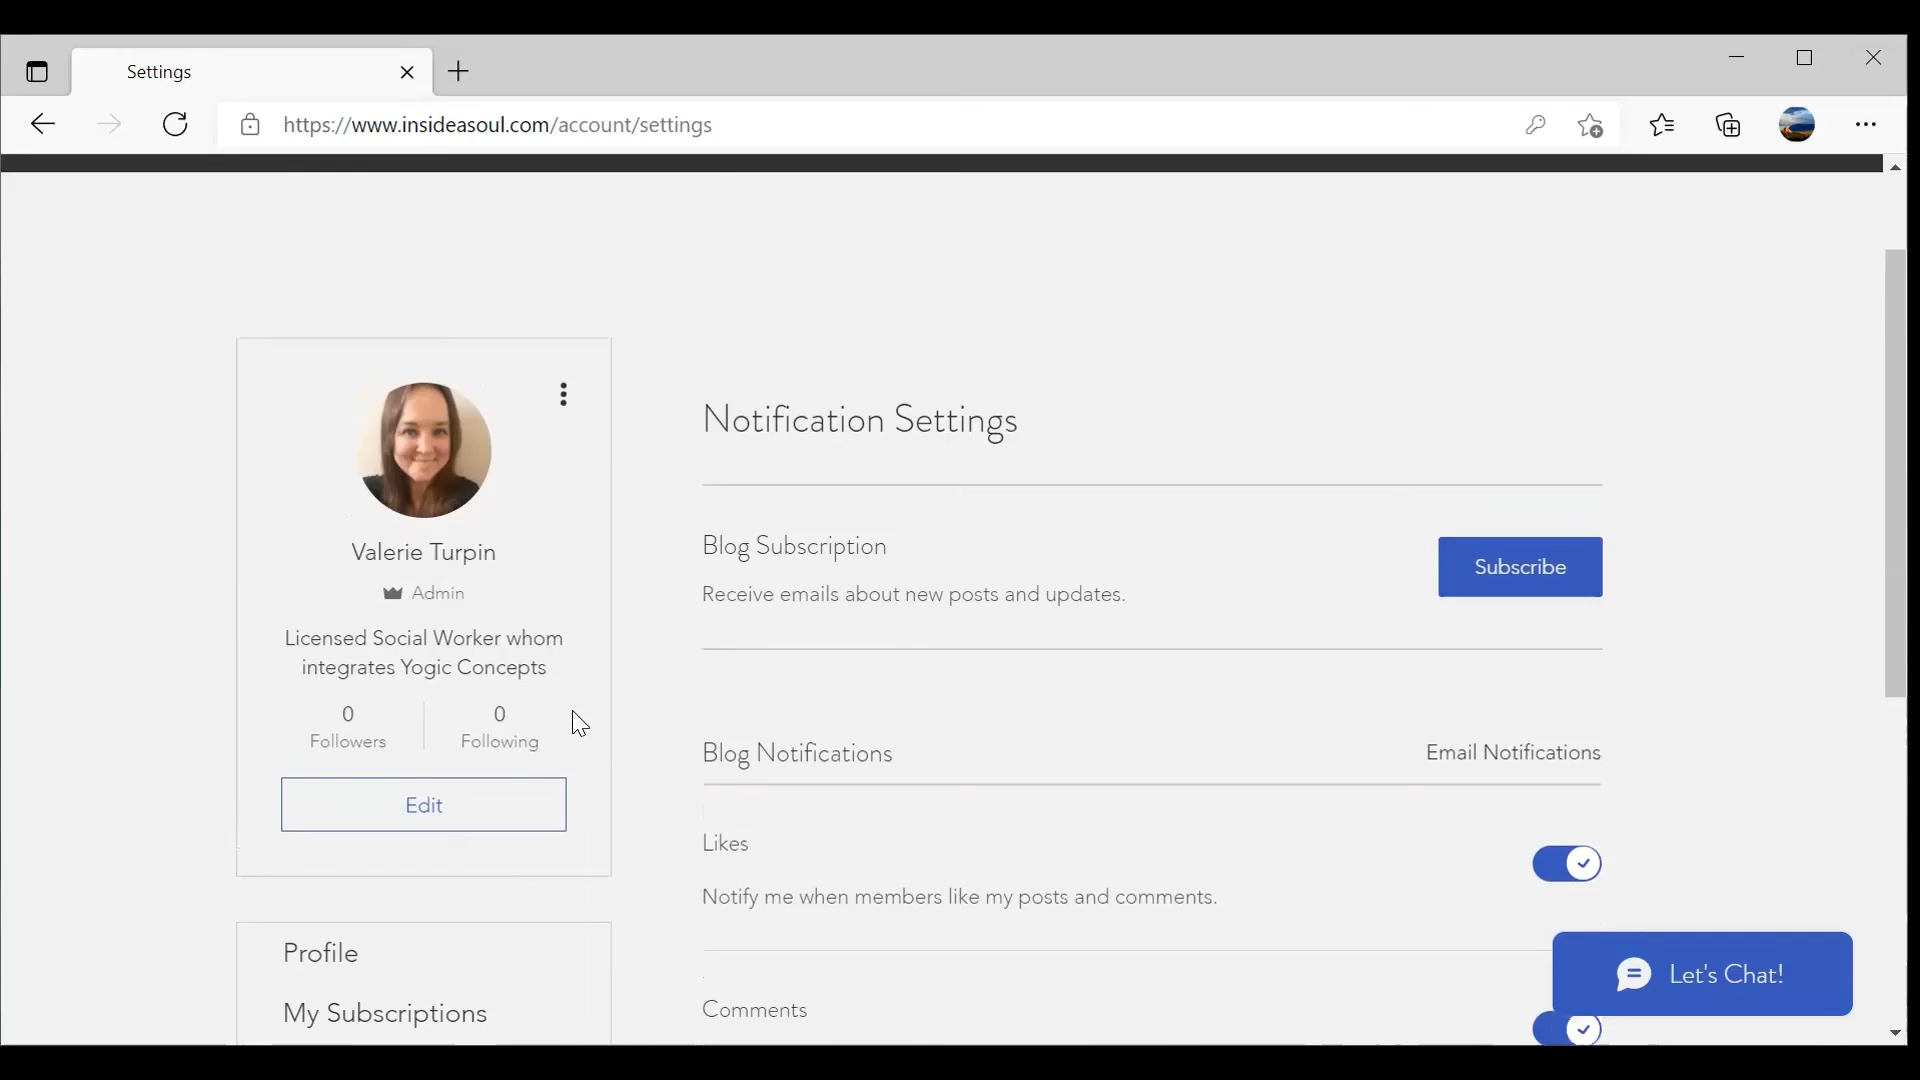 Settings
https://www.insideasoul.com/account/settings
Valerie Turpin
Admin
Licensed Social Worker whom
integrates Yogic Concepts
0
Followers
0
Following
Edit
Profile
My Subscriptions
Notification Settings
Blog Subscription
Receive emails about new posts and updates.
Subscribe
Blog Notifications
Email Notifications
Likes
Notify me when members like my posts and comments.
Comments
Let's Chat!